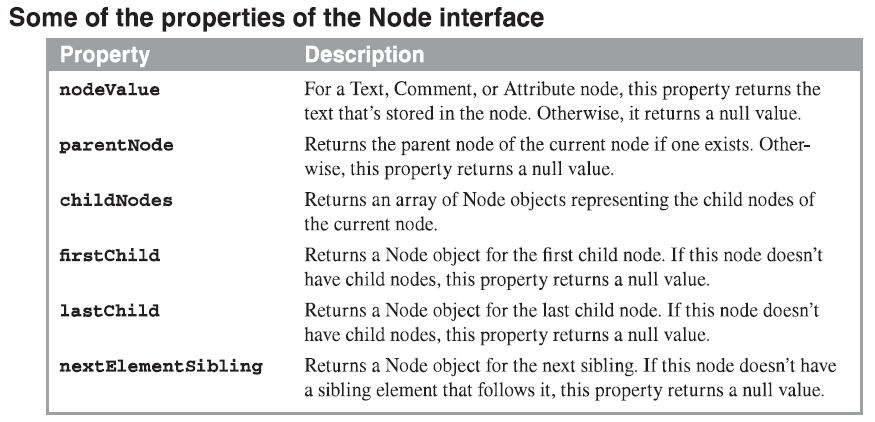 Some of the properties of the Node interface
Property Description
nodeValue For a Text, Comment, or Attribute node, this property returns the
text that's stored in the node. Otherwise, it returns a null value.
parentNode Returns the parent node of the current node if one exists. Other-
wise, this property returns a null value.
childNodes Returns an array of Node objects representing the child nodes of
the current node.
firstChild Returns a Node object for the first child node. If this node doesn't
have child nodes, this property returns a null value.
lastChild Returns a Node object for the last child node. If this node doesn't
have child nodes, this property returns a null value.
nextElementSibling Returns a Node object for the next sibling. If this node doesn't have
a sibling element that follows it, this property returns a null value.